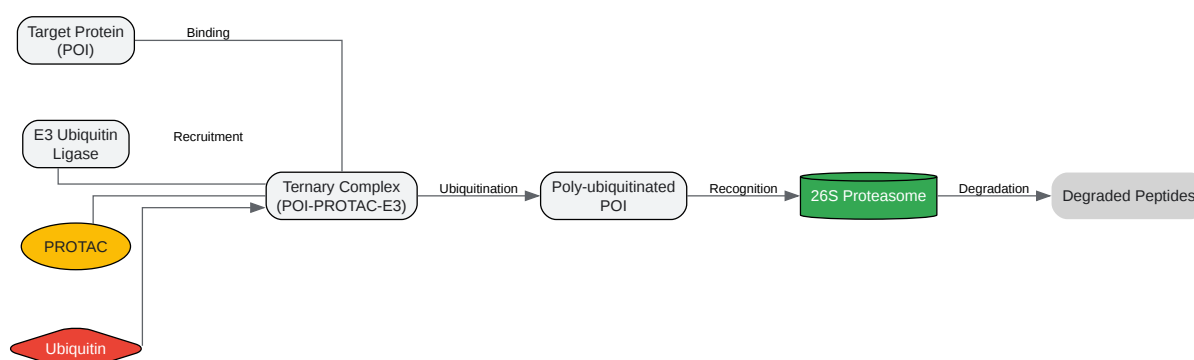 Target Protein
(POI)
Binding
E3 Ubiquitin
Ligase
Recruitment
Ternary Complex
(POI-PROTAC-E3)
Ubiquitination
Poly-ubiquitinated
POI
Recognition
26S Proteasome
Degradation
Degraded Peptides
PROTAC
Ubiquitin